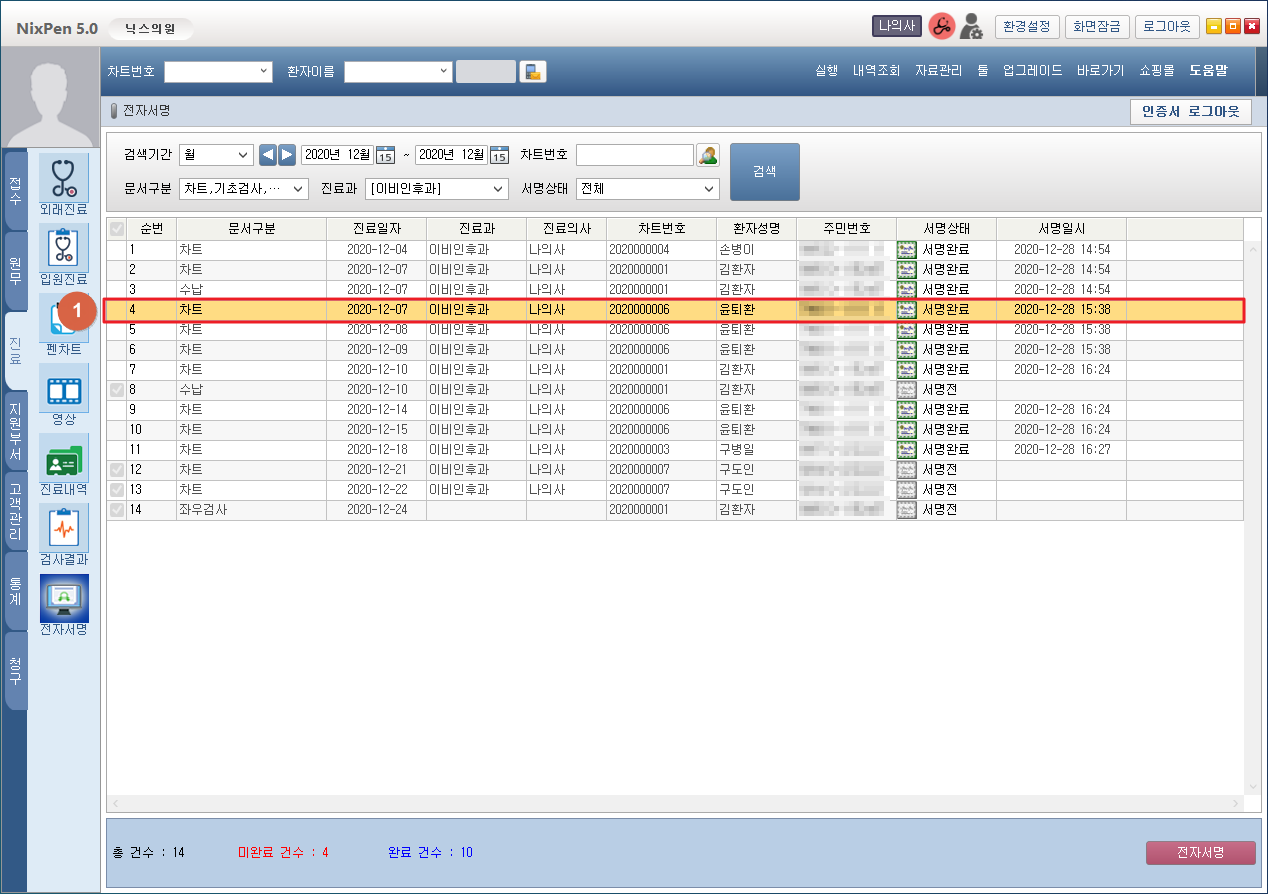 NixPen 5.0 닉스의원 나의사 환경설정 화면잠금 로그아웃
차트번호 환자이름 실행 내역조회 자료관리 툴 업그레이드 바로가기 쇼핑몰 도움말
전자서명 인증서 로그아웃
검색기간 월 2020년 12월 15 ~ 2020년 12월 15 차트번호 검색
문서구분 차트,기초검사,… 진료과 [이비인후과] 서명상태 전체
접수
원무
진료
지원부서
고객관리
통계
청구
외래진료
입원진료
1
펜차트
영상
진료내역
검사결과
전자서명
순번 문서구분 진료일자 진료과 진료의사 차트번호 환자성명 주민번호 서명상태 서명일시
1 차트 2020-12-04 이비인후과 나의사 2020000004 손병이 서명완료 2020-12-28 14:54
2 차트 2020-12-07 이비인후과 나의사 2020000001 김환자 서명완료 2020-12-28 14:54
3 수납 2020-12-07 이비인후과 나의사 2020000001 김환자 서명완료 2020-12-28 14:54
4 차트 2020-12-07 이비인후과 나의사 2020000006 윤퇴환 서명완료 2020-12-28 15:38
5 차트 2020-12-08 이비인후과 나의사 2020000006 윤퇴환 서명완료 2020-12-28 15:38
6 차트 2020-12-09 이비인후과 나의사 2020000006 윤퇴환 서명완료 2020-12-28 15:38
7 차트 2020-12-10 이비인후과 나의사 2020000001 김환자 서명완료 2020-12-28 16:24
8 수납 2020-12-10 이비인후과 나의사 2020000001 김환자 서명전
9 차트 2020-12-14 이비인후과 나의사 2020000006 윤퇴환 서명완료 2020-12-28 16:24
10 차트 2020-12-15 이비인후과 나의사 2020000006 윤퇴환 서명완료 2020-12-28 16:24
11 차트 2020-12-18 이비인후과 나의사 2020000003 구병일 서명완료 2020-12-28 16:27
12 차트 2020-12-21 이비인후과 나의사 2020000007 구도인 서명전
13 차트 2020-12-22 이비인후과 나의사 2020000007 구도인 서명전
14 좌우검사 2020-12-24 2020000001 김환자 서명전
총 건수 : 14 미완료 건수 : 4 완료 건수 : 10 전자서명